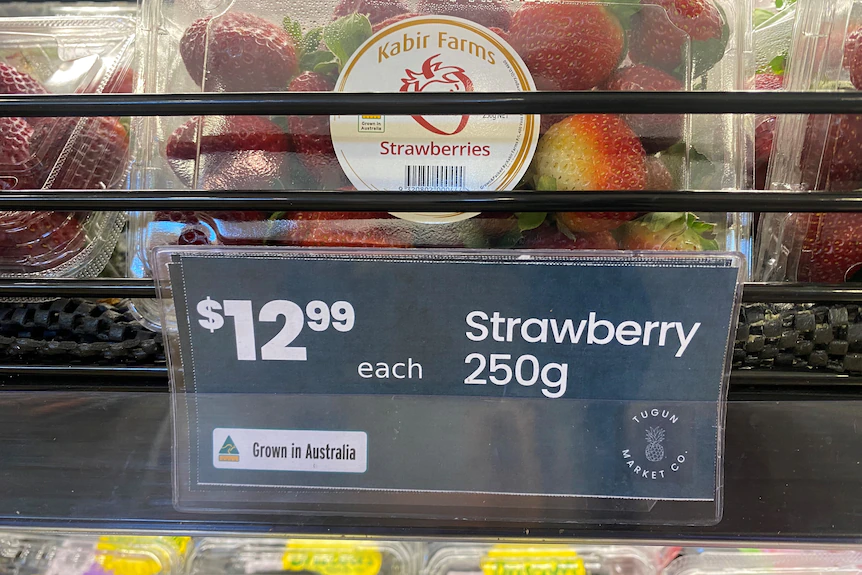 Kabir Farms
Grown in
Australia
Strawberries
$12.99
each
Strawberry
250g
Grown in Australia
TUGUN
MARKET CO.